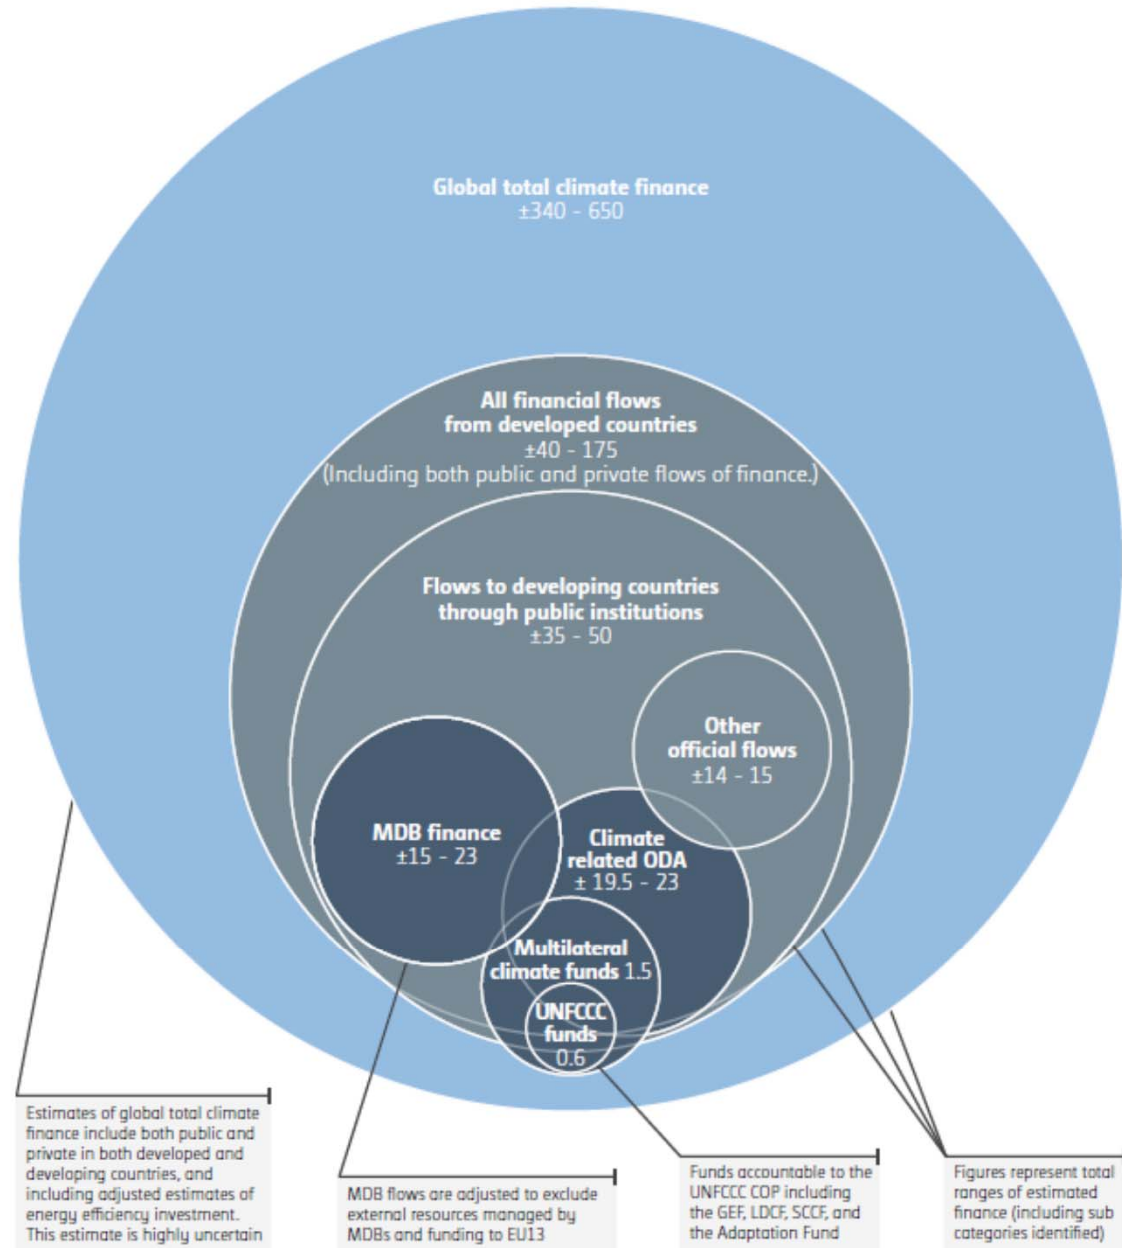 Global total climate finance
±340 - 650
All financial flows
from developed countries
±40 - 175
(Including both public and private flows of finance.)
Flows to developing countries
through public institutions
±35 - 50
Other
official flows
±14 - 15
MDB finance
±15 - 23
Climate
related ODA
± 19.5 - 23
Multilateral
climate funds 1.5
UNFCCC
funds
0.6
Estimates of global total climate
finance include both public and
private in both developed and
developing countries, and
including adjusted estimates of
energy efficiency investment.
This estimate is highly uncertain
MDB flows are adjusted to exclude
external resources managed by
MDBs and funding to EU13
Funds accountable to the
UNFCCC COP including
the GEF, LDCF, SCCF, and
the Adaptation Fund
Figures represent total
ranges of estimated
finance (including sub
categories identified)